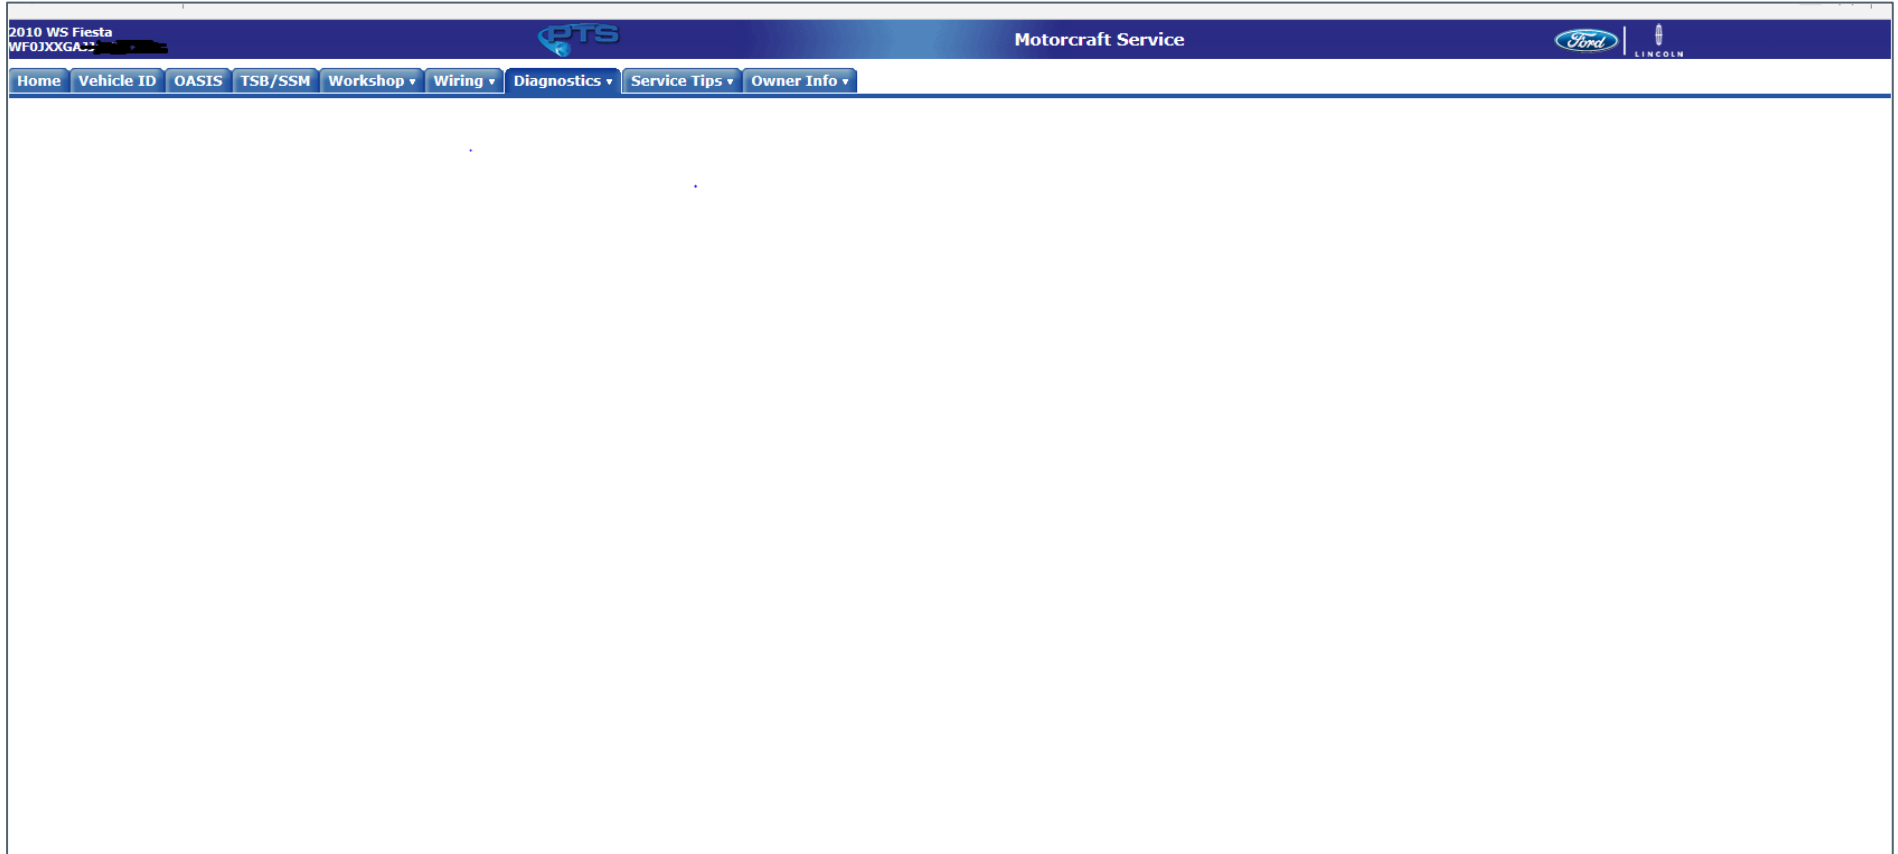 2010 WS Fiesta
WF0JXXGAJJ
PTS
Motorcraft Service
Ford
LINCOLN
Home Vehicle ID OASIS TSB/SSM Workshop Wiring Diagnostics Service Tips Owner Info